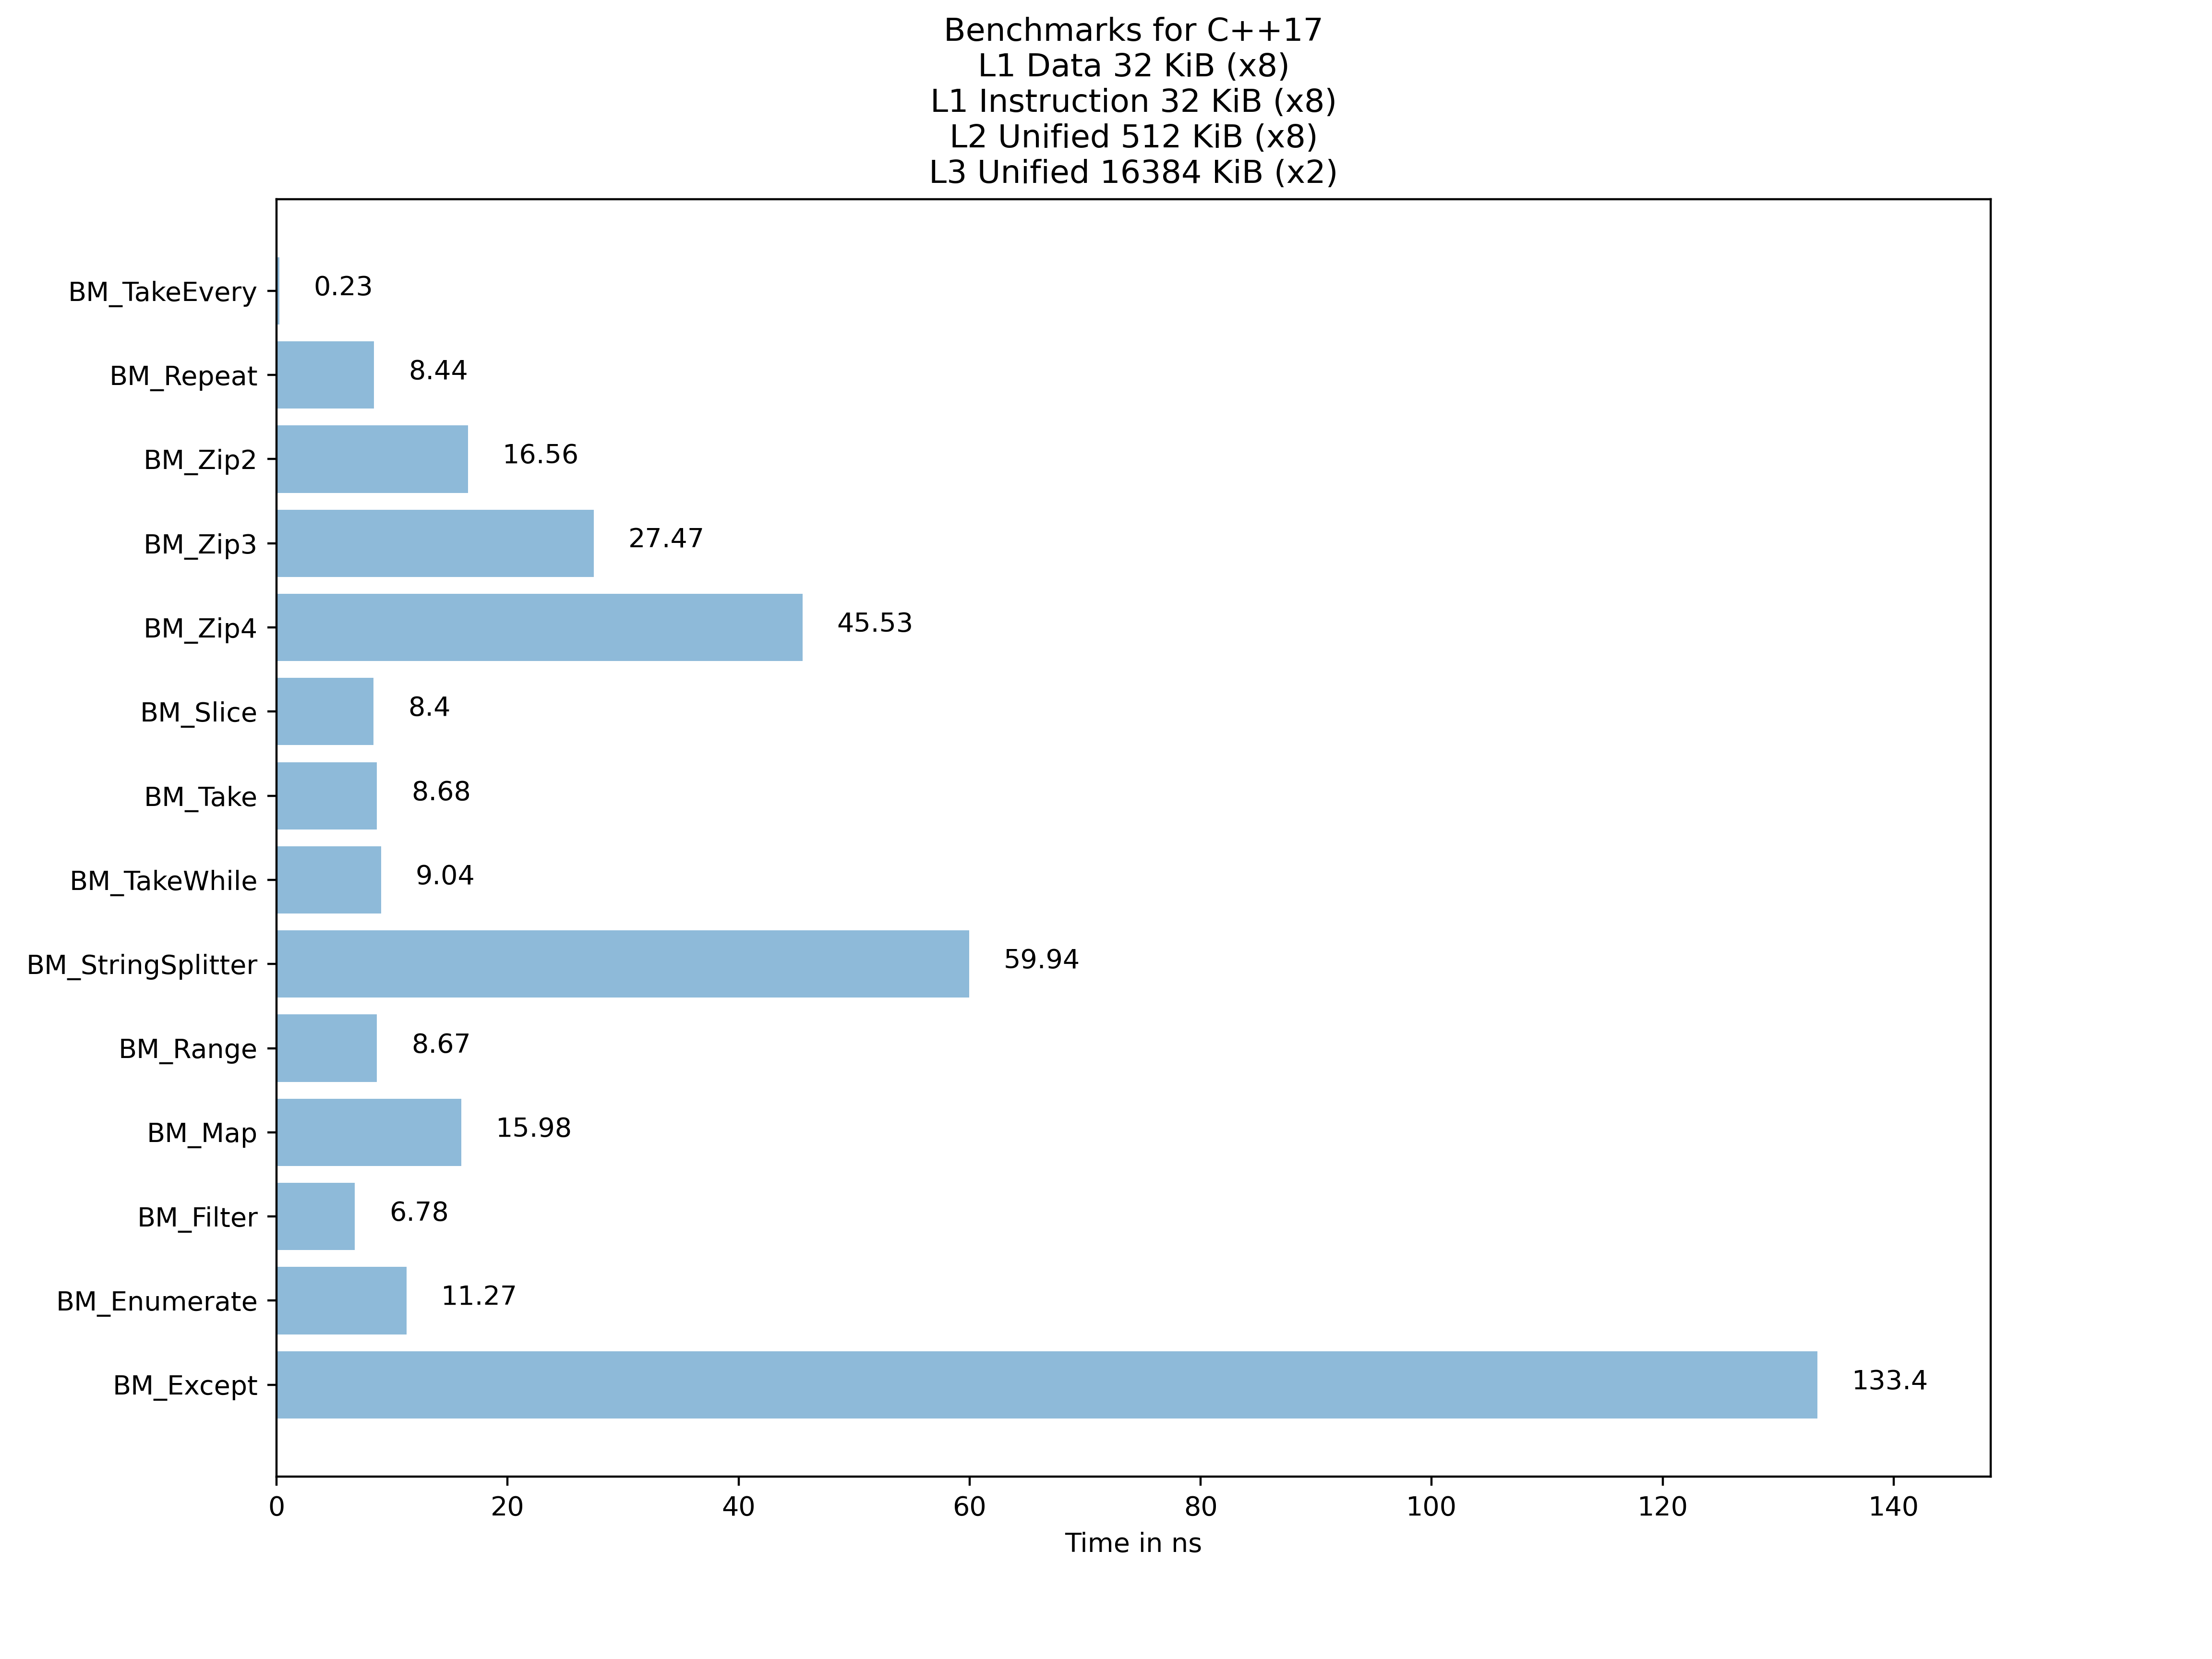 Benchmarks for C++17
L1 Data 32 KiB (x8)
L1 Instruction 32 KiB (x8)
L2 Unified 512 KiB (x8)
L3 Unified 16384 KiB (x2)
BM_TakeEvery 0.23
BM_Repeat 8.44
BM_Zip2 16.56
BM_Zip3 27.47
BM_Zip4 45.53
BM_Slice 8.4
BM_Take 8.68
BM_TakeWhile 9.04
BM_StringSplitter 59.94
BM_Range 8.67
BM_Map 15.98
BM_Filter 6.78
BM_Enumerate 11.27
BM_Except 133.4
0 20 40 60 80 100 120 140
Time in ns